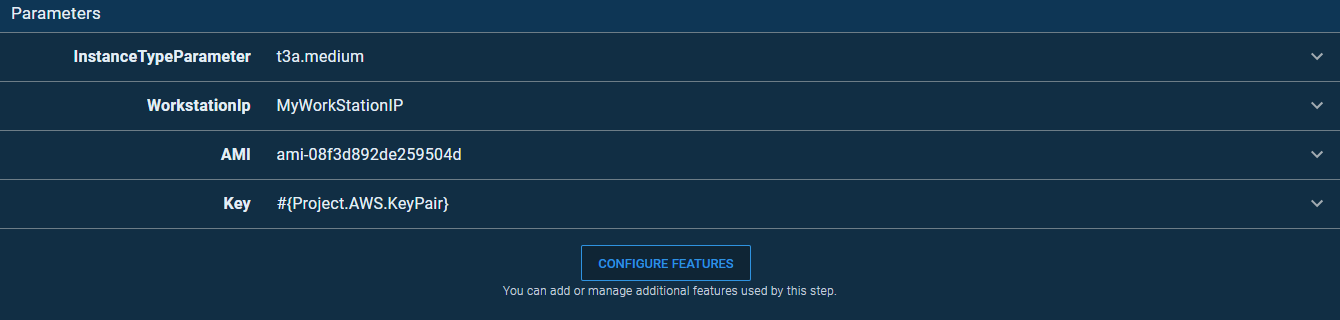 Parameters
InstanceTypeParameter t3a.medium
WorkstationIp MyWorkStationIP
AMI ami-08f3d892de259504d
Key #{Project.AWS.KeyPair}
CONFIGURE FEATURES
You can add or manage additional features used by this step.